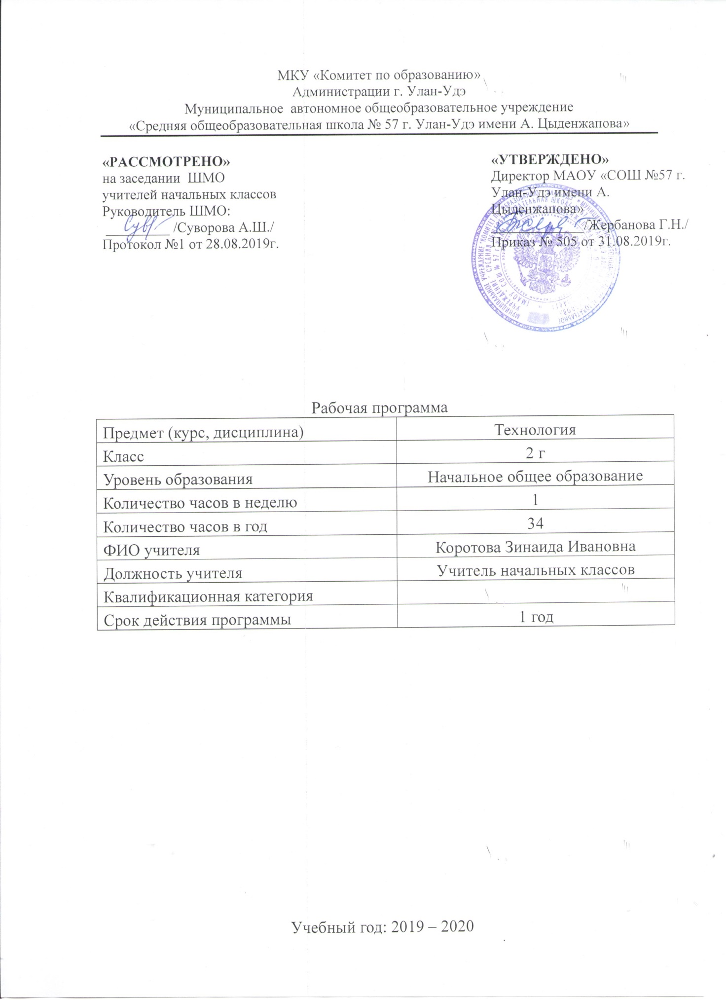 МКУ «Комитет по образованию»
Администрации г. Улан-Удэ
Муниципальное автономное общеобразовательное учреждение
«Средняя общеобразовательная школа № 57 г. Улан-Удэ имени А. Цыденжапова»
«РАССМОТРЕНО»
на заседании ШМО
учителей начальных классов
Руководитель ШМО:
_________ /Суворова А.Ш./
Протокол №1 от 28.08.2019г.
«УТВЕРЖДЕНО»
Директор МАОУ «СОШ №57 г.
Улан-Удэ имени А.
Цыденжапова»
_____________/Жербанова Г.Н./
Приказ № 505 от 31.08.2019г.
Рабочая программа
Предмет (курс, дисциплина) Технология
Класс 2 г
Уровень образования Начальное общее образование
Количество часов в неделю 1
Количество часов в год 34
ФИО учителя Коротова Зинаида Ивановна
Должность учителя Учитель начальных классов
Квалификационная категория
Срок действия программы 1 год
Учебный год: 2019 – 2020